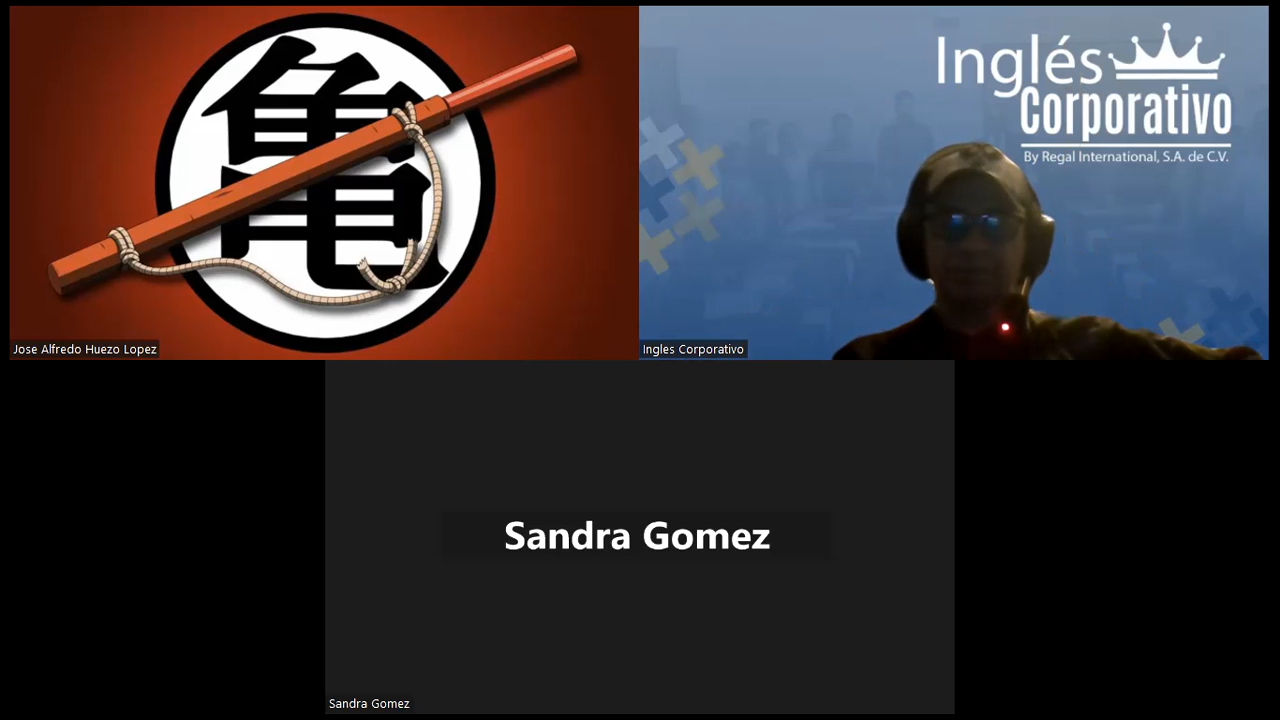 亀
Jose Alfredo Huezo Lopez
Inglés
Corporativo
By Regal International, S.A. de C.V.
Ingles Corporativo
Sandra Gomez
Sandra Gomez